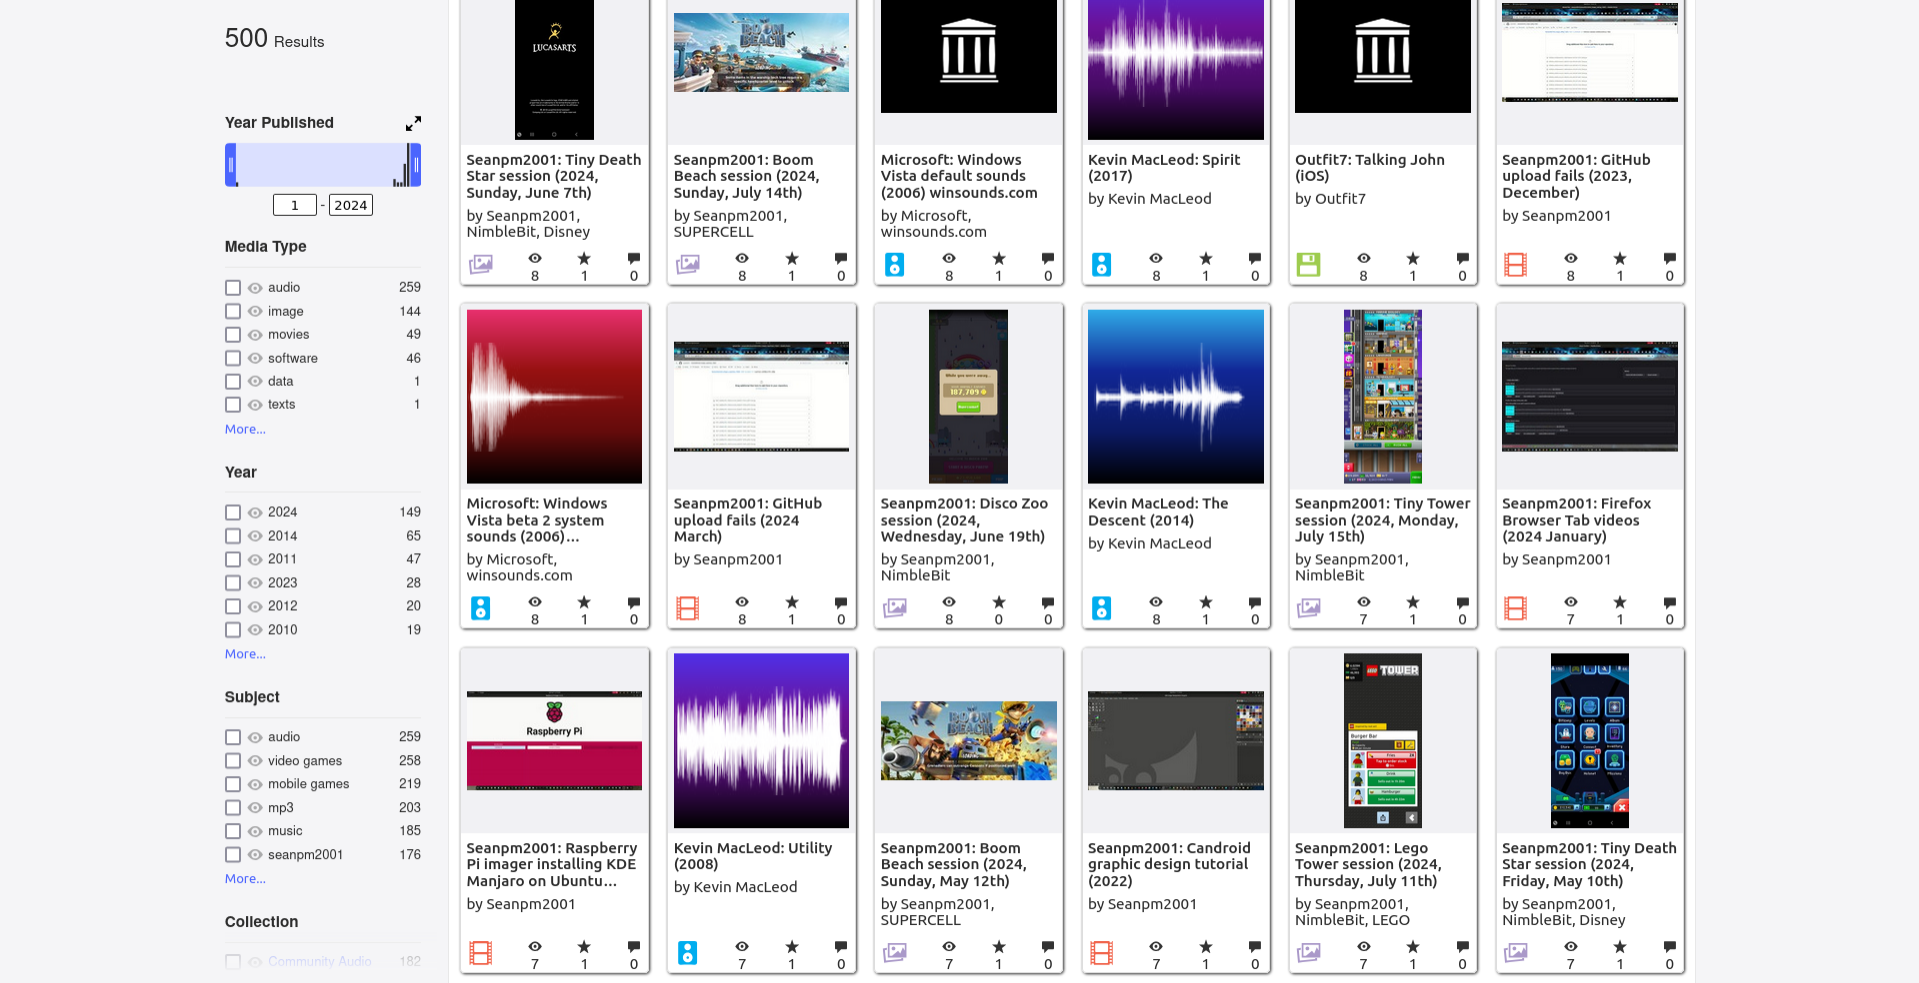 500 Results
Year Published
1 - 2024
Media Type
audio 259
image 144
movies 49
software 46
data 1
texts 1
More...
Year
2024 149
2014 65
2011 47
2023 28
2012 20
2010 19
More...
Subject
audio 259
video games 258
mobile games 219
mp3 203
music 185
seanpm2001 176
More...
Collection
Community Audio 182
LUCASARTS
Seanpm2001: Tiny Death
Star session (2024,
Sunday, June 7th)
by Seanpm2001,
NimbleBit, Disney
8 1 0
BOOM
BEACH
Seanpm2001: Boom
Beach session (2024,
Sunday, July 14th)
by Seanpm2001,
SUPERCELL
8 1 0
Microsoft: Windows
Vista default sounds
(2006) winsounds.com
by Microsoft,
winsounds.com
8 1 0
Kevin MacLeod: Spirit
(2017)
by Kevin MacLeod
8 1 0
Outfit7: Talking John
(iOS)
by Outfit7
8 1 0
Seanpm2001: GitHub
upload fails (2023,
December)
by Seanpm2001
8 1 0
Microsoft: Windows
Vista beta 2 system
sounds (2006)...
by Microsoft,
winsounds.com
8 1 0
Seanpm2001: GitHub
upload fails (2024
March)
by Seanpm2001
8 1 0
While you were away...
187,709
Seanpm2001: Disco Zoo
session (2024,
Wednesday, June 19th)
by Seanpm2001,
NimbleBit
8 0 0
Kevin MacLeod: The
Descent (2014)
by Kevin MacLeod
8 1 0
Seanpm2001: Tiny Tower
session (2024, Monday,
July 15th)
by Seanpm2001,
NimbleBit
7 1 0
Seanpm2001: Firefox
Browser Tab videos
(2024 January)
by Seanpm2001
7 1 0
Raspberry Pi
Seanpm2001: Raspberry
Pi imager installing KDE
Manjaro on Ubuntu...
by Seanpm2001
7 1 0
Kevin MacLeod: Utility
(2008)
by Kevin MacLeod
7 1 0
BOOM
BEACH
Seanpm2001: Boom
Beach session (2024,
Sunday, May 12th)
by Seanpm2001,
SUPERCELL
7 1 0
Seanpm2001: Candroid
graphic design tutorial
(2022)
by Seanpm2001
7 1 0
LEGO TOWER
Burger Bar
Seanpm2001: Lego
Tower session (2024,
Thursday, July 11th)
by Seanpm2001,
NimbleBit, LEGO
7 1 0
Seanpm2001: Tiny Death
Star session (2024,
Friday, May 10th)
by Seanpm2001,
NimbleBit, Disney
7 1 0